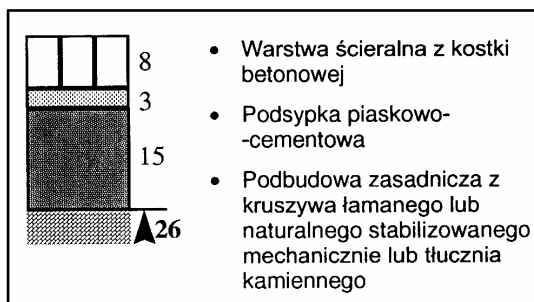 8
3
15
26
• Warstwa ścieralna z kostki
betonowej
• Podsypka piaskowo-
-cementowa
• Podbudowa zasadnicza z
kruszywa łamanego lub
naturalnego stabilizowanego
mechanicznie lub tłucznia
kamiennego